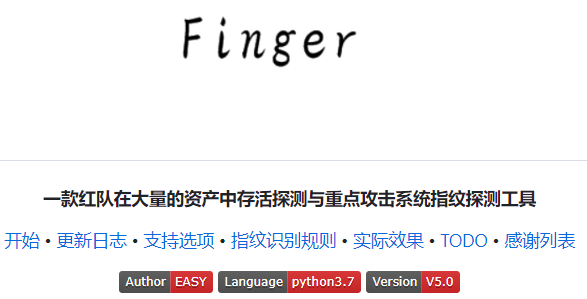 Finger
一款红队在大量的资产中存活探测与重点攻击系统指纹探测工具
开始 • 更新日志 • 支持选项 • 指纹识别规则 • 实际效果 • TODO • 感谢列表
Author EASY Language python3.7 Version V5.0